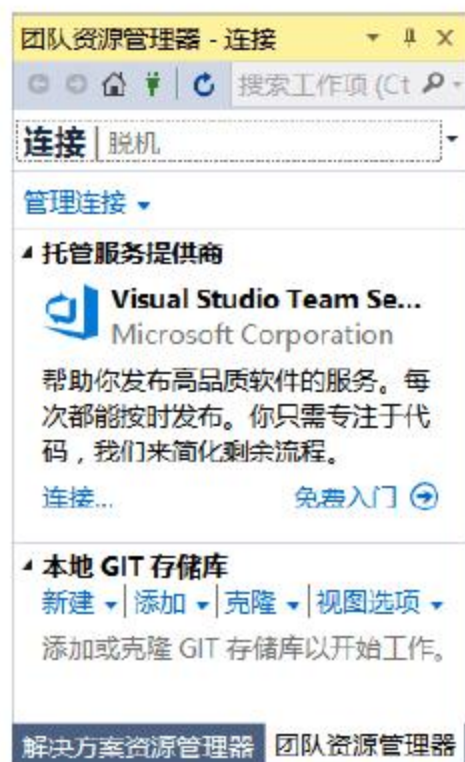 团队资源管理器 - 连接
搜索工作项 (Ct
连接 | 脱机
管理连接
托管服务提供商
Visual Studio Team Se...
Microsoft Corporation
帮助你发布高品质软件的服务。每
次都能按时发布。你只需专注于代
码，我们来简化剩余流程。
连接... 免费入门
本地 GIT 存储库
新建 添加 克隆 视图选项
添加或克隆 GIT 存储库以开始工作。
解决方案资源管理器 团队资源管理器